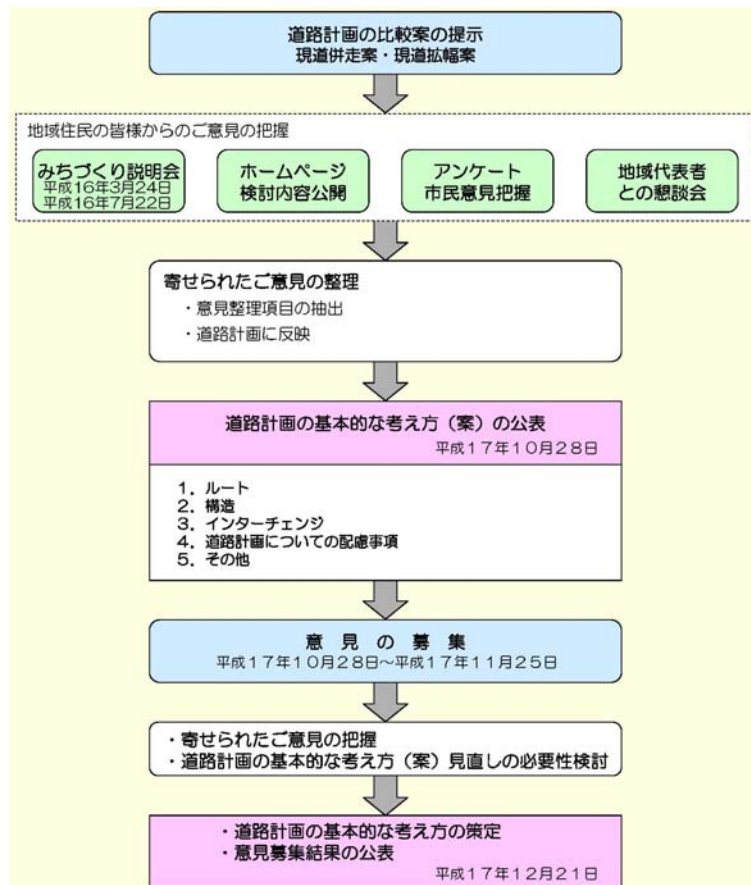 道路計画の比較案の提示
現道併走案・現道拡幅案
地域住民の皆様からのご意見の把握
みちづくり説明会
平成16年3月24日
平成16年7月22日
ホームページ
検討内容公開
アンケート
市民意見把握
地域代表者
との懇談会
寄せられたご意見の整理
・意見整理項目の抽出
・道路計画に反映
道路計画の基本的な考え方（案）の公表
平成１７年１０月２８日
１．ルート
２．構造
３．インターチェンジ
４．道路計画についての配慮事項
５．その他
意　見　の　募　集
平成１７年１０月２８日～平成１７年１１月２５日
・寄せられたご意見の把握
・道路計画の基本的な考え方（案）見直しの必要性検討
・道路計画の基本的な考え方の策定
・意見募集結果の公表
平成１７年１２月２１日